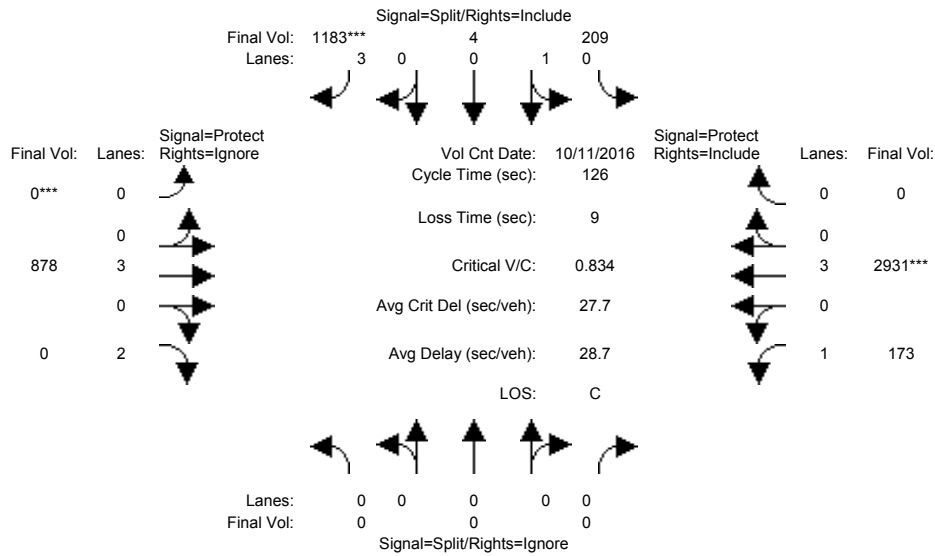 Signal=Split/Rights=Include
Final Vol: 1183*** 4 209
Lanes: 3 0 0 1 0
Signal=Protect Signal=Protect
Final Vol: Lanes: Rights=Ignore Vol Cnt Date: 10/11/2016 Rights=Include Lanes: Final Vol:
Cycle Time (sec): 126
0*** 0 0 0
Loss Time (sec): 9
0 0
878 3 Critical V/C: 0.834 3 2931***
0 Avg Crit Del (sec/veh): 27.7 0
0 2 Avg Delay (sec/veh): 28.7 1 173
LOS: C
Lanes: 0 0 0 0 0
Final Vol: 0 0 0
Signal=Split/Rights=Ignore